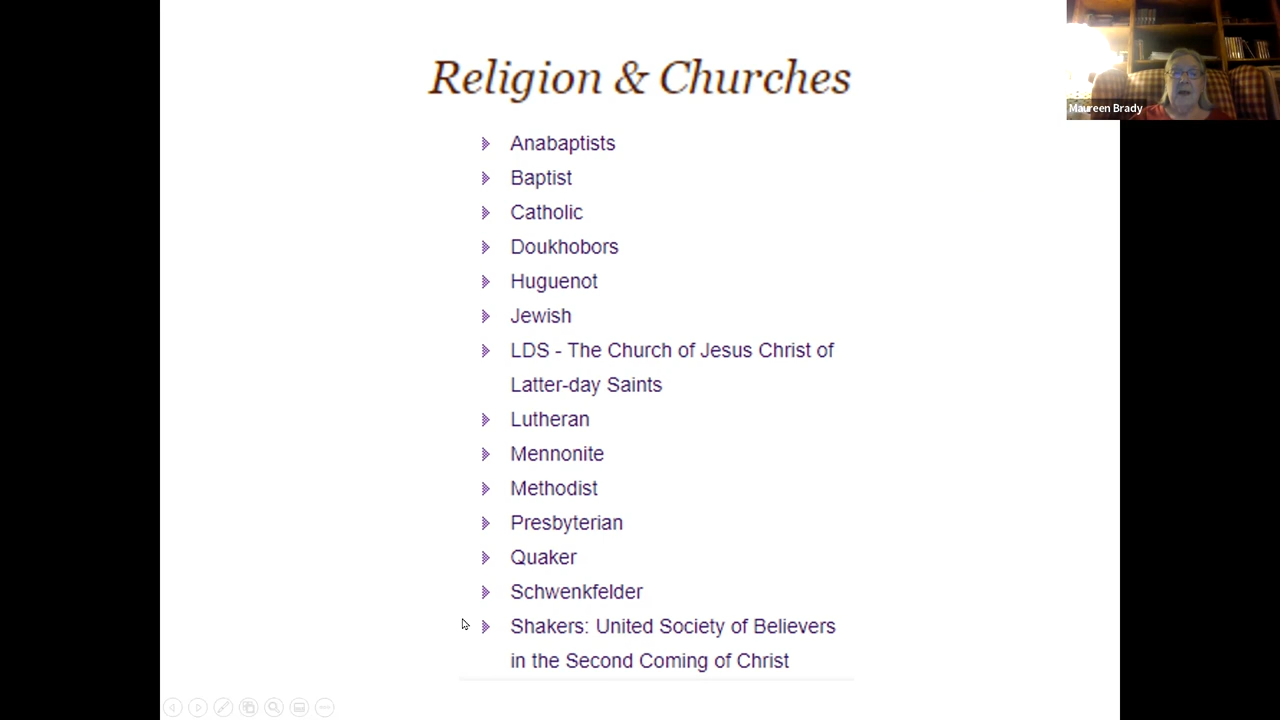 Religion & Churches
Maureen Brady
Anabaptists
Baptist
Catholic
Doukhobors
Huguenot
Jewish
LDS - The Church of Jesus Christ of
Latter-day Saints
Lutheran
Mennonite
Methodist
Presbyterian
Quaker
Schwenkfelder
Shakers: United Society of Believers
in the Second Coming of Christ